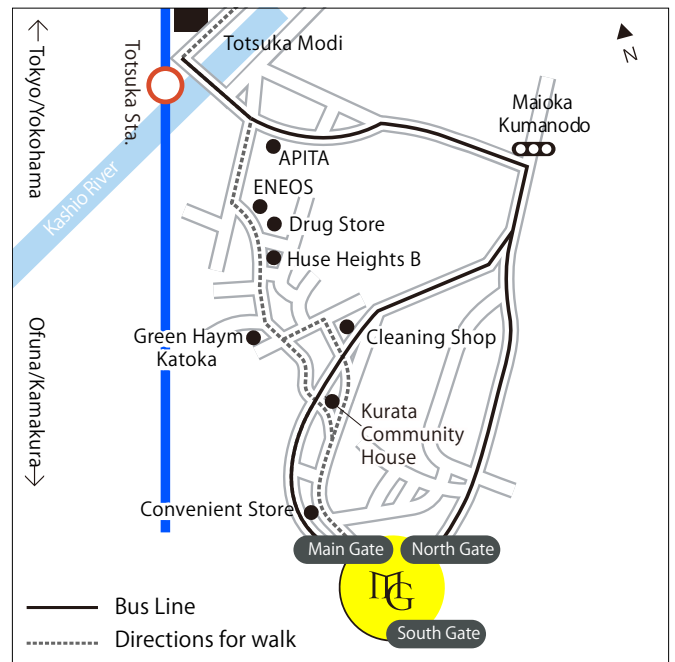 ← Tokyo/Yokohama
Totsuka Sta.
Totsuka Modi
N
Maioka
Kumanodo
Kashio River
APITA
ENEOS
Drug Store
Huse Heights B
Green Haym
Katoka
Cleaning Shop
Ofuna/Kamakura→
Kurata
Community
House
Convenient Store
Main Gate
North Gate
MG
South Gate
Bus Line
Directions for walk